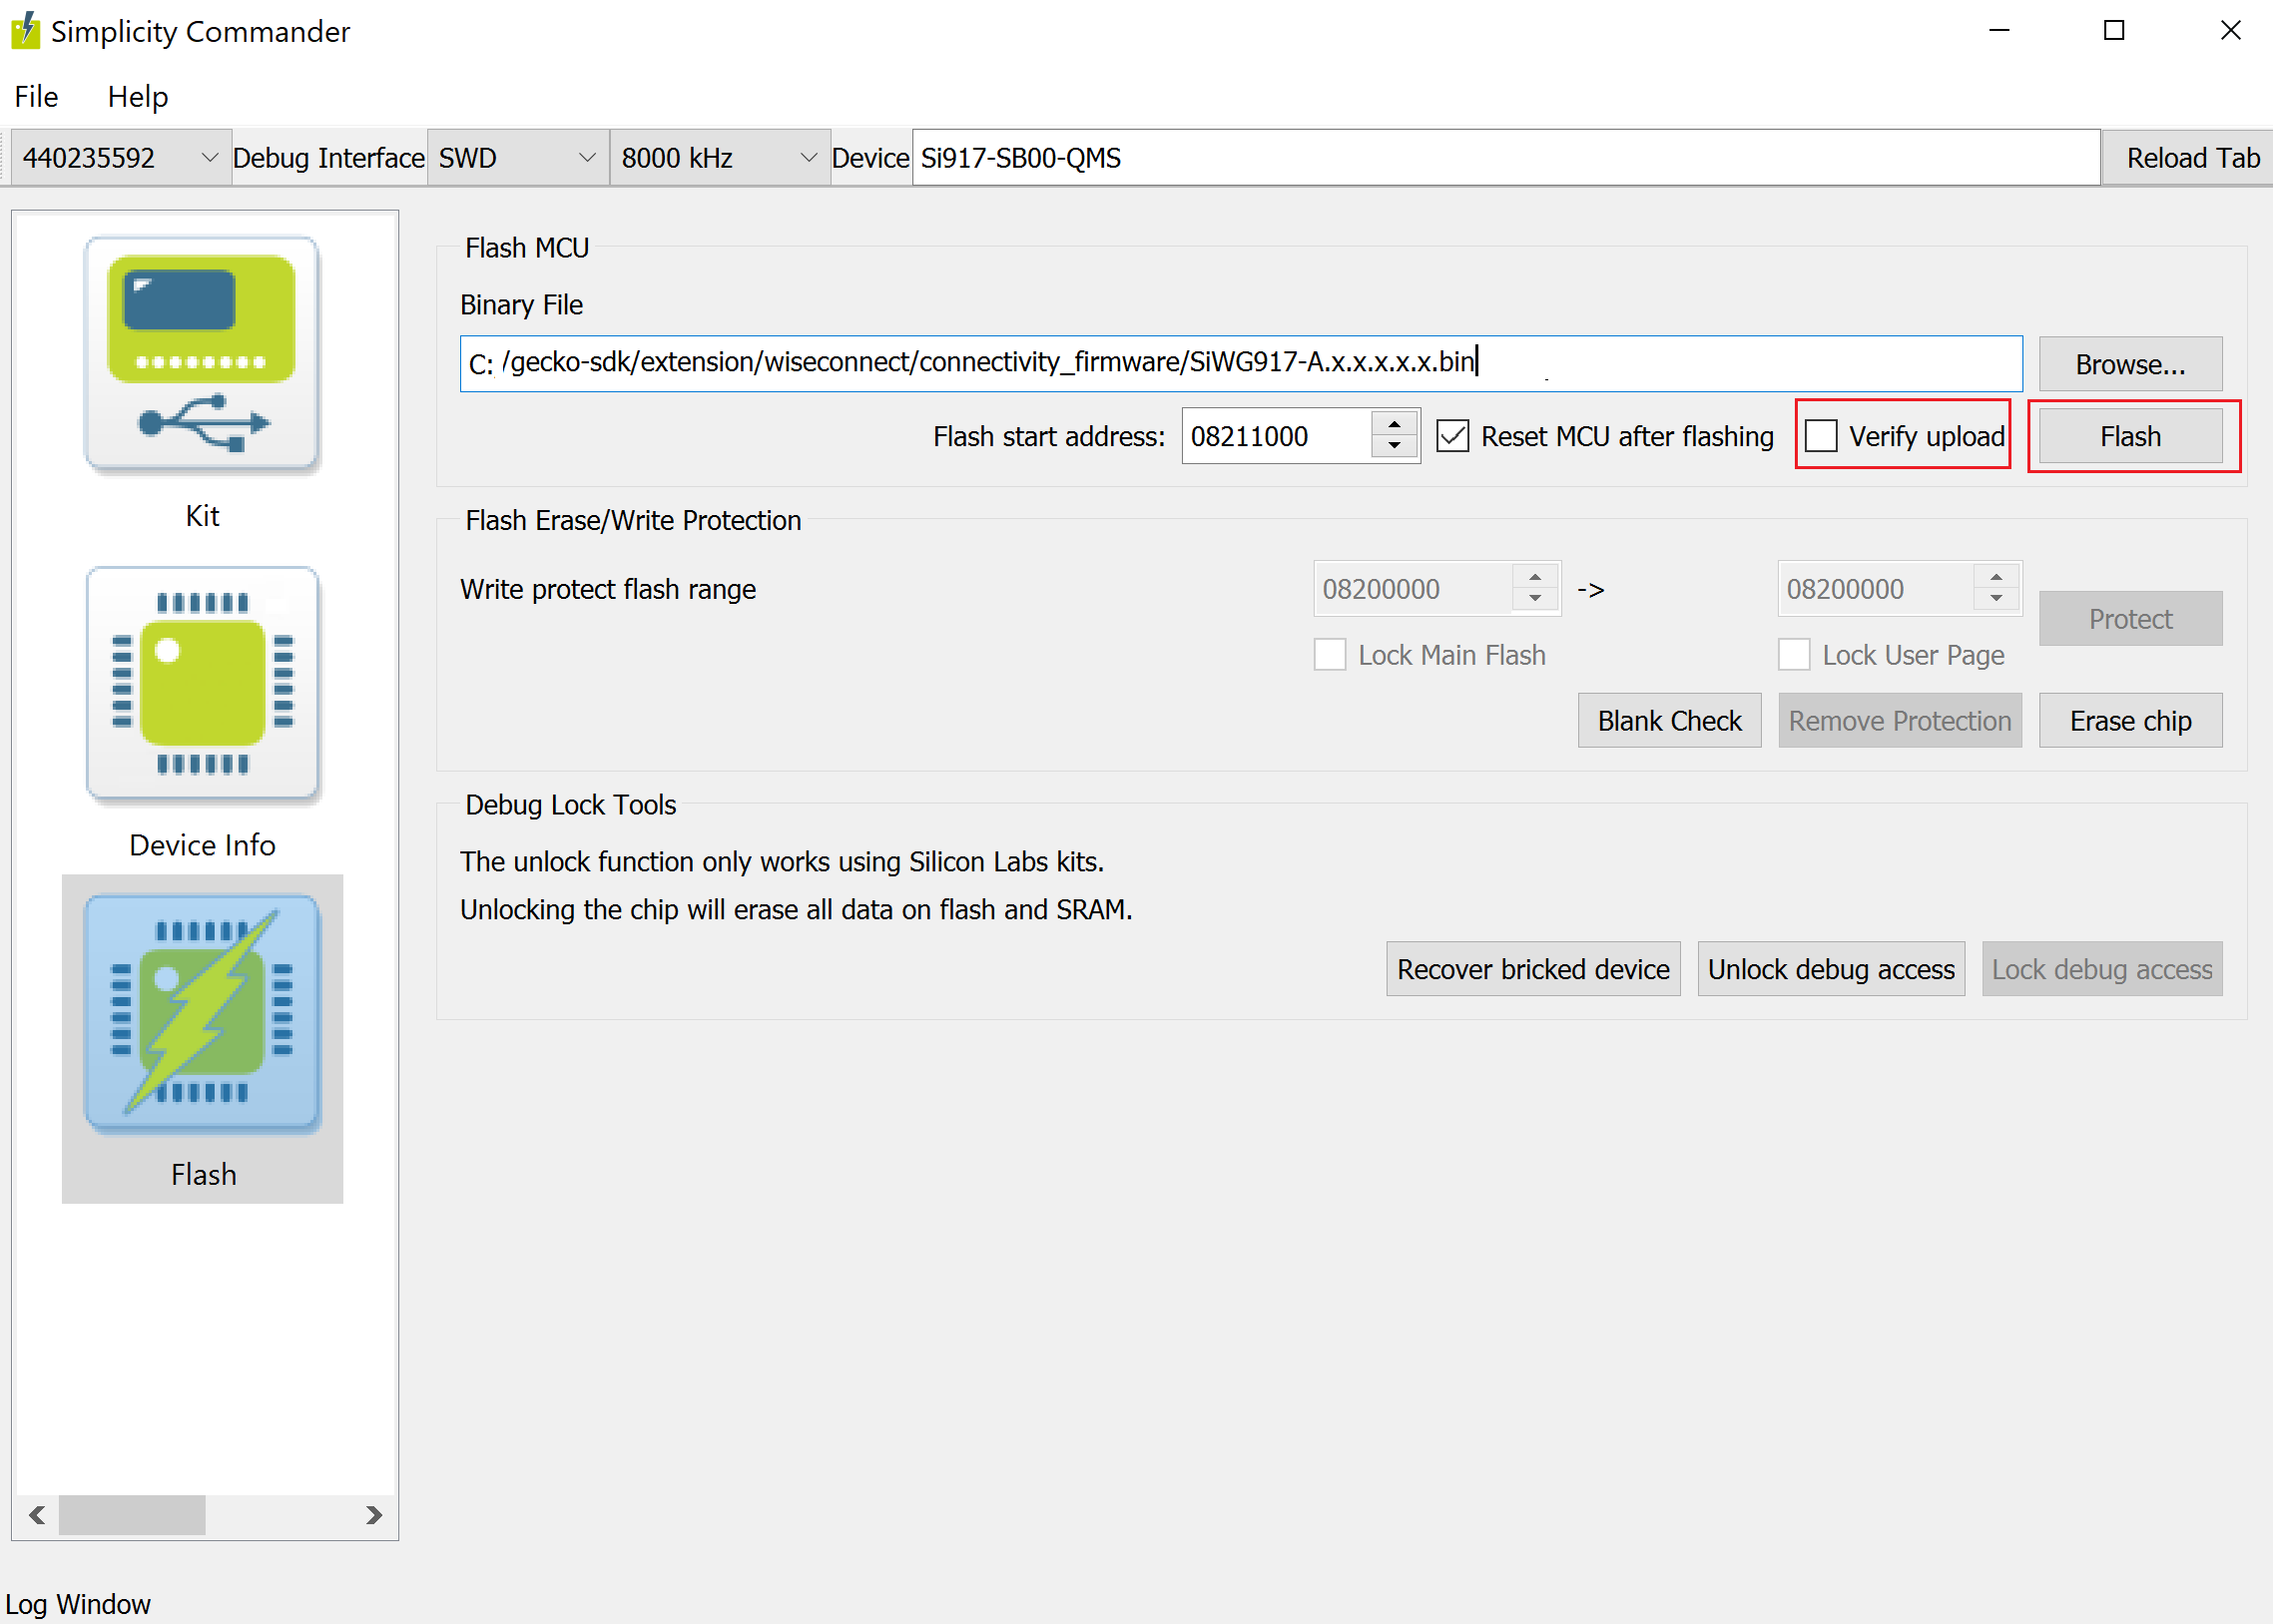 Simplicity Commander
File Help
440235592 Debug Interface SWD 8000 kHz Device Si917-SB00-QMS Reload Tab
Kit
Device Info
Flash
Flash MCU
Binary File
C: /gecko-sdk/extension/wiseconnect/connectivity_firmware/SiWG917-A.x.x.x.x.x.bin Browse...
Flash start address: 08211000 Reset MCU after flashing Verify upload Flash
Flash Erase/Write Protection
Write protect flash range 08200000 -> 08200000 Protect
Lock Main Flash Lock User Page
Blank Check Remove Protection Erase chip
Debug Lock Tools
The unlock function only works using Silicon Labs kits.
Unlocking the chip will erase all data on flash and SRAM.
Recover bricked device Unlock debug access Lock debug access
Log Window